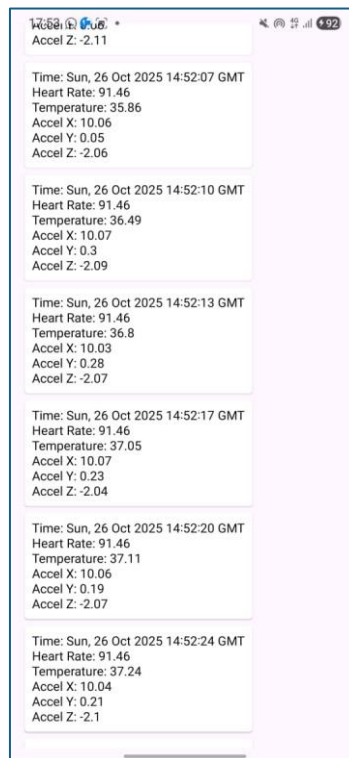 17:53
92
Accel Z: -2.11
Time: Sun, 26 Oct 2025 14:52:07 GMT
Heart Rate: 91.46
Temperature: 35.86
Accel X: 10.06
Accel Y: 0.05
Accel Z: -2.06
Time: Sun, 26 Oct 2025 14:52:10 GMT
Heart Rate: 91.46
Temperature: 36.49
Accel X: 10.07
Accel Y: 0.3
Accel Z: -2.09
Time: Sun, 26 Oct 2025 14:52:13 GMT
Heart Rate: 91.46
Temperature: 36.8
Accel X: 10.03
Accel Y: 0.28
Accel Z: -2.07
Time: Sun, 26 Oct 2025 14:52:17 GMT
Heart Rate: 91.46
Temperature: 37.05
Accel X: 10.07
Accel Y: 0.23
Accel Z: -2.04
Time: Sun, 26 Oct 2025 14:52:20 GMT
Heart Rate: 91.46
Temperature: 37.11
Accel X: 10.06
Accel Y: 0.19
Accel Z: -2.07
Time: Sun, 26 Oct 2025 14:52:24 GMT
Heart Rate: 91.46
Temperature: 37.24
Accel X: 10.04
Accel Y: 0.21
Accel Z: -2.1